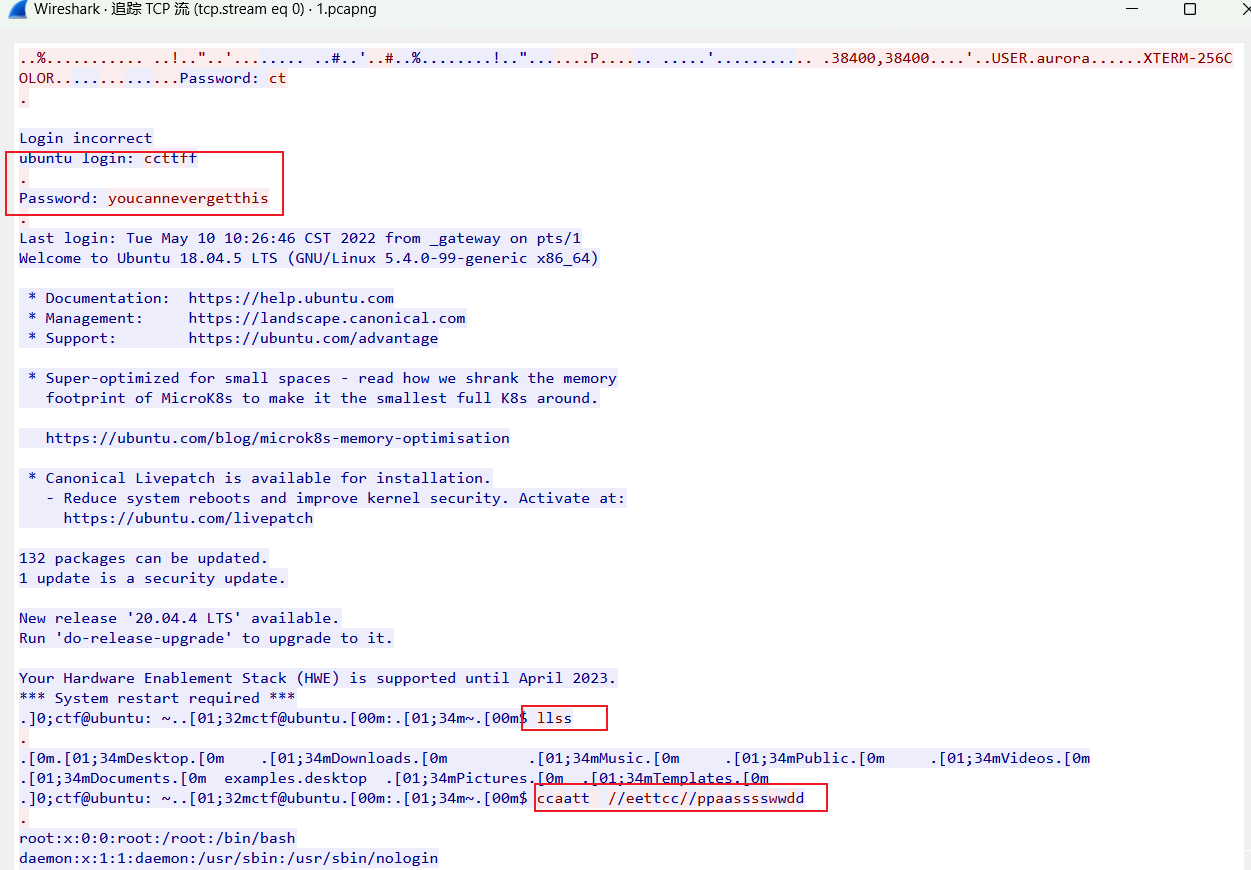 Wireshark · 追踪 TCP 流 (tcp.stream eq 0) · 1.pcapng
..%........... ..!.."..'........ ..#..'..#..%........!..".......P...... .....'........... .38400,38400....'..USER.aurora......XTERM-256C
OLOR..............Password: ct
.
Login incorrect
ubuntu login: ccttff
.
Password: youcannevergetthis
.
Last login: Tue May 10 10:26:46 CST 2022 from _gateway on pts/1
Welcome to Ubuntu 18.04.5 LTS (GNU/Linux 5.4.0-99-generic x86_64)
* Documentation:  https://help.ubuntu.com
* Management:     https://landscape.canonical.com
* Support:        https://ubuntu.com/advantage
* Super-optimized for small spaces - read how we shrank the memory
footprint of MicroK8s to make it the smallest full K8s around.
https://ubuntu.com/blog/microk8s-memory-optimisation
* Canonical Livepatch is available for installation.
- Reduce system reboots and improve kernel security. Activate at:
https://ubuntu.com/livepatch
132 packages can be updated.
1 update is a security update.
New release '20.04.4 LTS' available.
Run 'do-release-upgrade' to upgrade to it.
Your Hardware Enablement Stack (HWE) is supported until April 2023.
*** System restart required ***
.]0;ctf@ubuntu: ~..[01;32mctf@ubuntu.[00m:.[01;34m~.[00m$ llss
.
.[0m.[01;34mDesktop.[0m    .[01;34mDownloads.[0m         .[01;34mMusic.[0m     .[01;34mPublic.[0m     .[01;34mVideos.[0m
.[01;34mDocuments.[0m  examples.desktop  .[01;34mPictures.[0m  .[01;34mTemplates.[0m
.]0;ctf@ubuntu: ~..[01;32mctf@ubuntu.[00m:.[01;34m~.[00m$ ccaatt  //eettcc//ppaasssswwdd
.
root:x:0:0:root:/root:/bin/bash
daemon:x:1:1:daemon:/usr/sbin:/usr/sbin/nologin